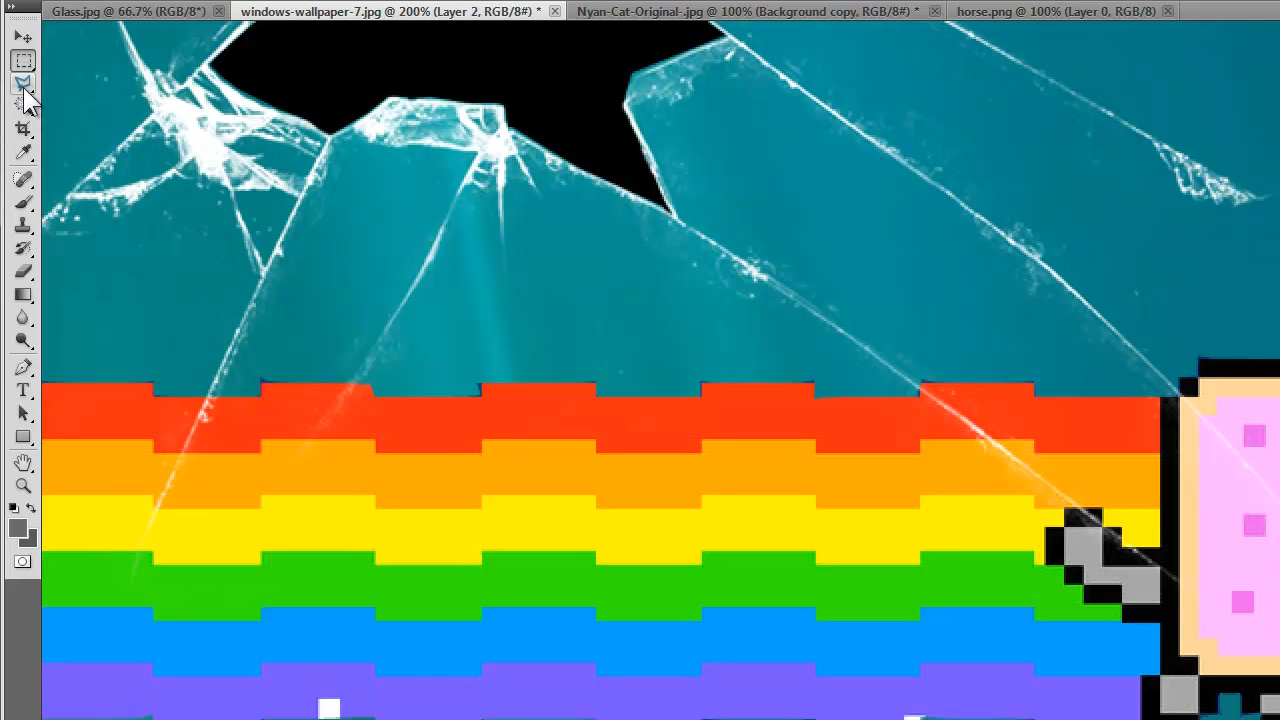 Glass.jpg @ 66.7% (RGB/8*)
windows-wallpaper-7.jpg @ 200% (Layer 2, RGB/8#) *
Nyan-Cat-Original-.jpg @ 100% (Background copy, RGB/8#) *
horse.png @ 100% (Layer 0, RGB/8)
T